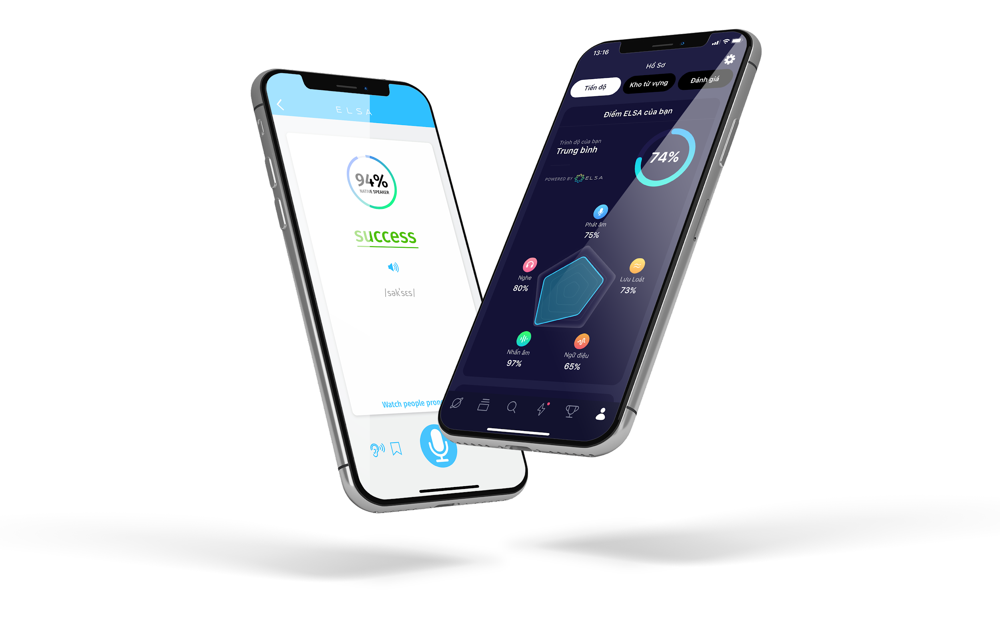 ELSA
94%
NATIVE SPEAKER
success
|sək'sɛs|
Watch people
13:16
Hồ Sơ
Tiến độ
Kho từ vựng
Đánh giá
Điểm ELSA của bạn
Trình độ của bạn
Trung bình
74%
POWERED BY ELSA
Phát âm
75%
Nghe
80%
Lưu Loát
73%
Nhấn âm
97%
Ngữ điệu
65%